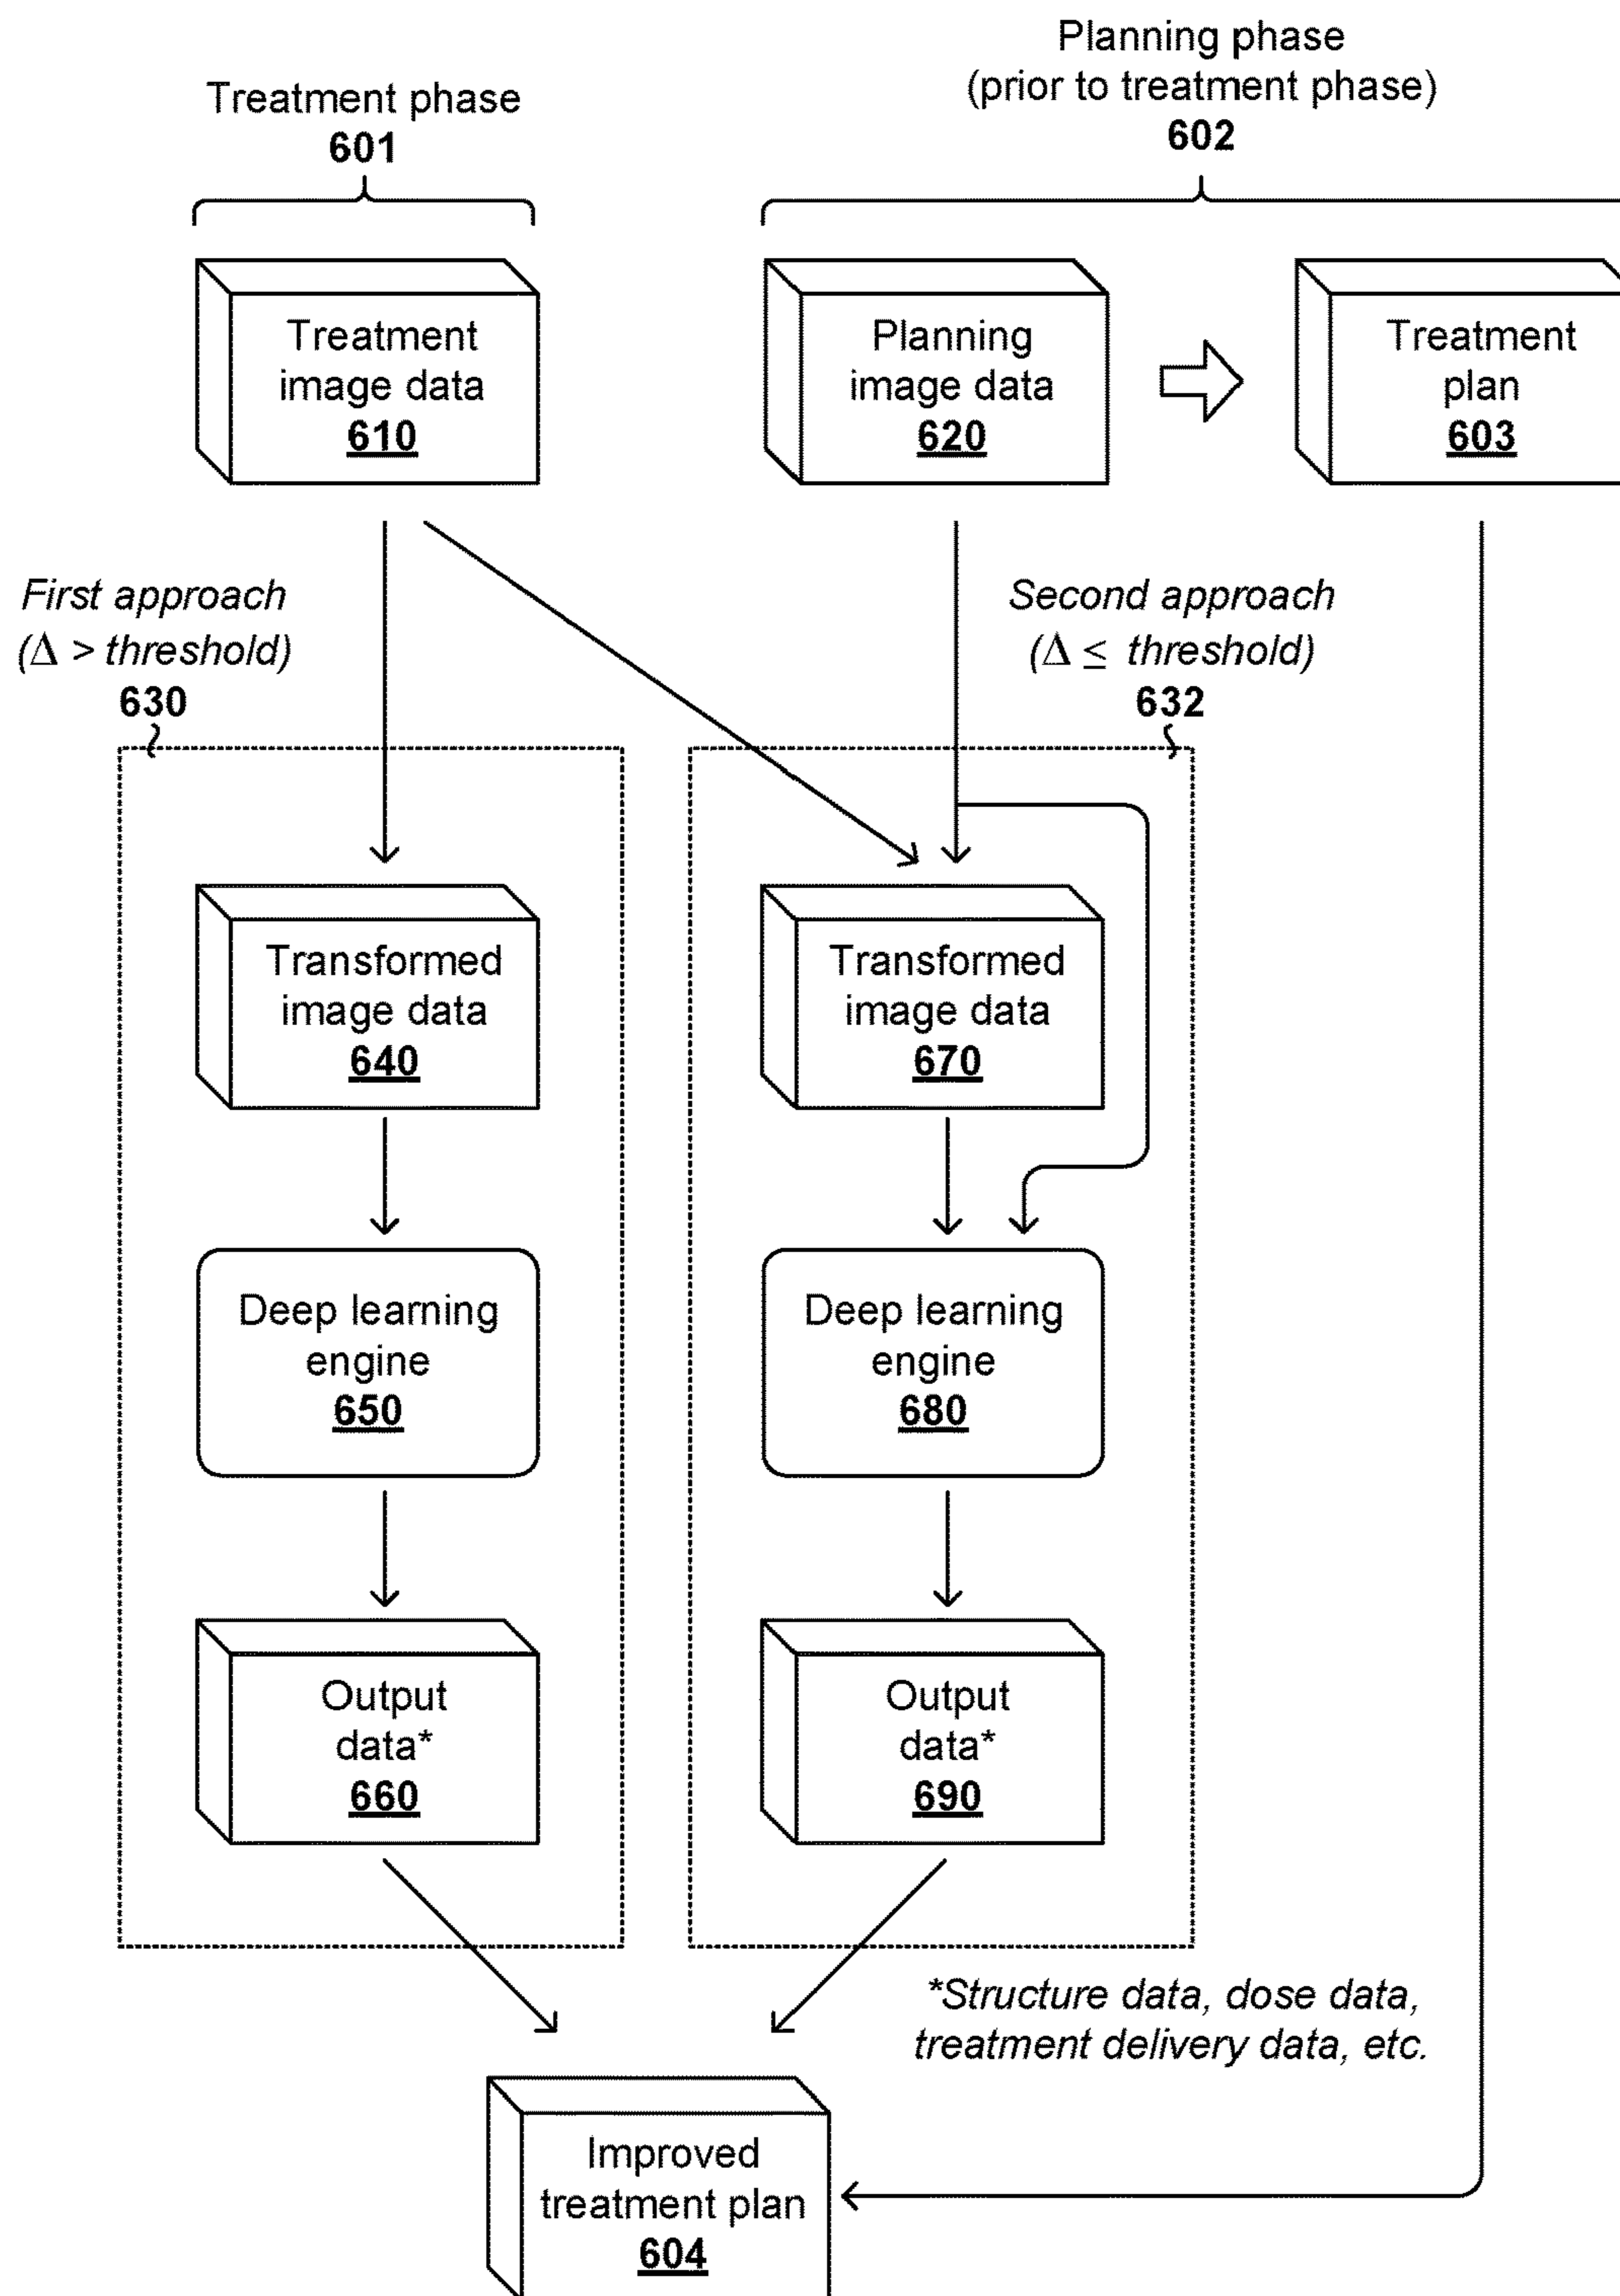 Planning phase
(prior to treatment phase)
602
Treatment phase
601
Treatment
image data
610
Planning
image data
620
Treatment
plan
603
First approach
(Δ > threshold)
630
Second approach
(Δ ≤ threshold)
632
Transformed
image data
640
Transformed
image data
670
Deep learning
engine
650
Deep learning
engine
680
Output
data*
660
Output
data*
690
*Structure data, dose data,
treatment delivery data, etc.
Improved
treatment plan
604